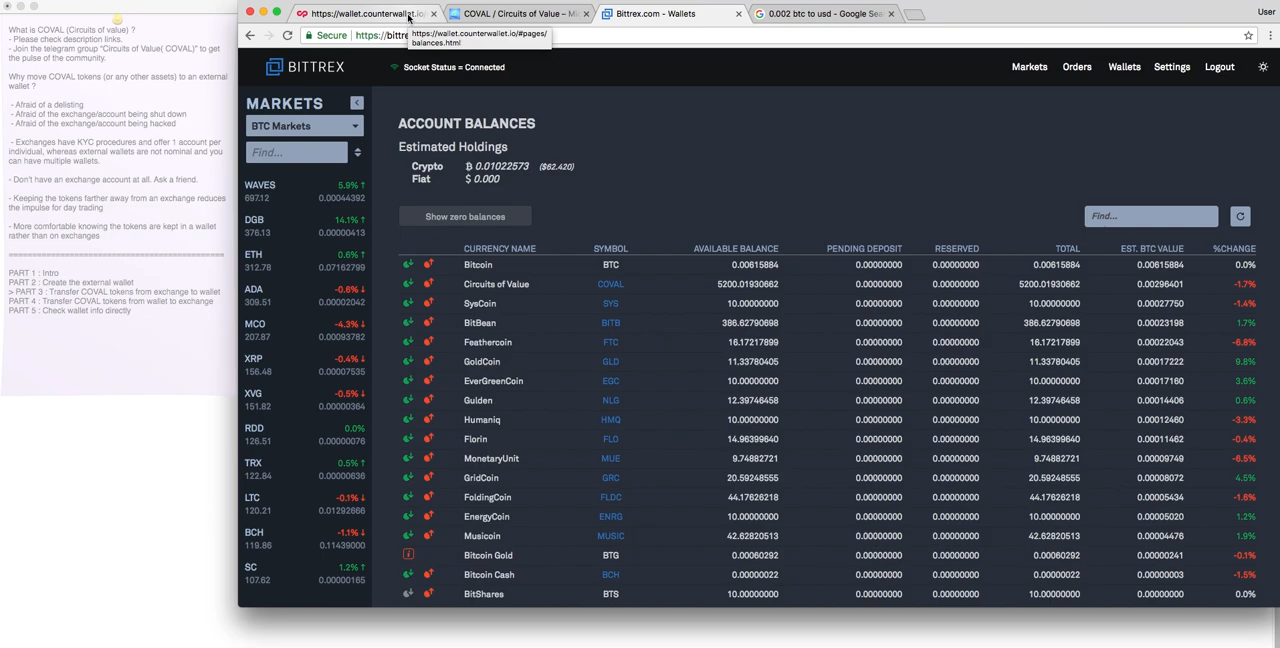 What is COVAL (Circuits of value) ?
- Please check description links.
- Join the telegram group "Circuits of Value( COVAL)" to get
the pulse of the community.
Why move COVAL tokens (or any other assets) to an external
wallet ?
- Afraid of a delisting
- Afraid of the exchange/account being shut down
- Afraid of the exchange/account being hacked
- Exchanges have KYC procedures and offer 1 account per
individual, whereas external wallets are not nominal and you
can have multiple wallets.
- Don't have an exchange account at all. Ask a friend.
- Keeping the tokens farther away from an exchange reduces
the impulse for day trading
- More comfortable knowing the tokens are kept in a wallet
rather than on exchanges
PART 1 : Intro
PART 2 : Create the external wallet
> PART 3 : Transfer COVAL tokens from exchange to wallet
PART 4 : Transfer COVAL tokens from wallet to exchange
PART 5 : Check wallet info directly
https://wallet.counterwallet.io/
COVAL / Circuits of value – Mi
Bittrex.com - Wallets
0.002 btc to usd - Google Sea
User
Secure
https://bittre
https://wallet.counterwallet.io/#pages/
balances.html
BITTREX
Socket Status = Connected
Markets Orders Wallets Settings Logout
MARKETS
BTC Markets
Find...
WAVES 5.9% ↑
697.12 0.00044392
DGB 14.1% ↑
376.13 0.00000413
ETH 0.6% ↑
312.78 0.07162799
ADA -0.8% ↓
309.51 0.00002042
MCO -4.3% ↓
207.87 0.00093782
XRP -0.4% ↓
156.48 0.00007535
XVG -0.5% ↓
151.82 0.00000364
RDD 0.0%
126.51 0.00000076
TRX 0.5% ↑
122.84 0.00000636
LTC -0.1% ↓
120.21 0.01292666
BCH -1.1% ↓
119.86 0.11439000
SC 1.2% ↑
107.62 0.00000165
ACCOUNT BALANCES
Estimated Holdings
Crypto ₿ 0.01022573 ($62.420)
Fiat $ 0.000
Show zero balances
Find...
CURRENCY NAME SYMBOL AVAILABLE BALANCE PENDING DEPOSIT RESERVED TOTAL EST. BTC VALUE %CHANGE
Bitcoin BTC 0.00615884 0.00000000 0.00000000 0.00615884 0.00615884 0.0%
Circuits of Value COVAL 5200.01930662 0.00000000 0.00000000 5200.01930662 0.00296401 -1.7%
SysCoin SYS 10.00000000 0.00000000 0.00000000 10.00000000 0.00027750 -1.4%
BitBean BITB 386.62790698 0.00000000 0.00000000 386.62790698 0.00023198 1.7%
Feathercoin FTC 16.17217899 0.00000000 0.00000000 16.17217899 0.00022043 -6.8%
GoldCoin GLD 11.33780405 0.00000000 0.00000000 11.33780405 0.00017222 9.8%
EverGreenCoin EGC 10.00000000 0.00000000 0.00000000 10.00000000 0.00017160 3.6%
Gulden NLG 12.39746458 0.00000000 0.00000000 12.39746458 0.00014406 0.6%
Humaniq HMQ 10.00000000 0.00000000 0.00000000 10.00000000 0.00012460 -3.3%
Florin FLO 14.96399640 0.00000000 0.00000000 14.96399640 0.00011462 -0.4%
MonetaryUnit MUE 9.74882721 0.00000000 0.00000000 9.74882721 0.00009749 -6.5%
GridCoin GRC 20.59248555 0.00000000 0.00000000 20.59248555 0.00008072 4.5%
FoldingCoin FLDC 44.17626218 0.00000000 0.00000000 44.17626218 0.00005434 -1.6%
EnergyCoin ENRG 10.00000000 0.00000000 0.00000000 10.00000000 0.00000517 1.2%
Musicoin MUSIC 42.62820513 0.00000000 0.00000000 42.62820513 0.00004476 1.9%
Bitcoin Gold BTG 0.00060292 0.00000000 0.00000000 0.00060292 0.00000241 -0.1%
Bitcoin Cash BCH 0.00000022 0.00000000 0.00000000 0.00000022 0.00000003 -1.5%
BitShares BTS 10.00000000 0.00000000 0.00000000 10.00000000 0.00000000 0.0%